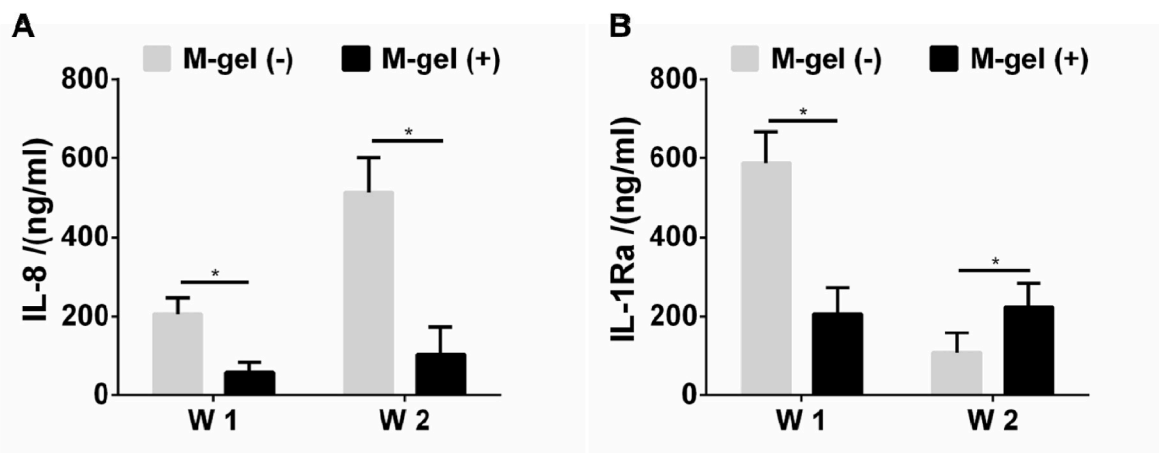 A
M-gel (-) M-gel (+)
IL-8 /(ng/ml)
800
600
400
200
0
*
*
W 1 W 2
B
M-gel (-) M-gel (+)
IL-1Ra /(ng/ml)
800
600
400
200
0
*
*
W 1 W 2